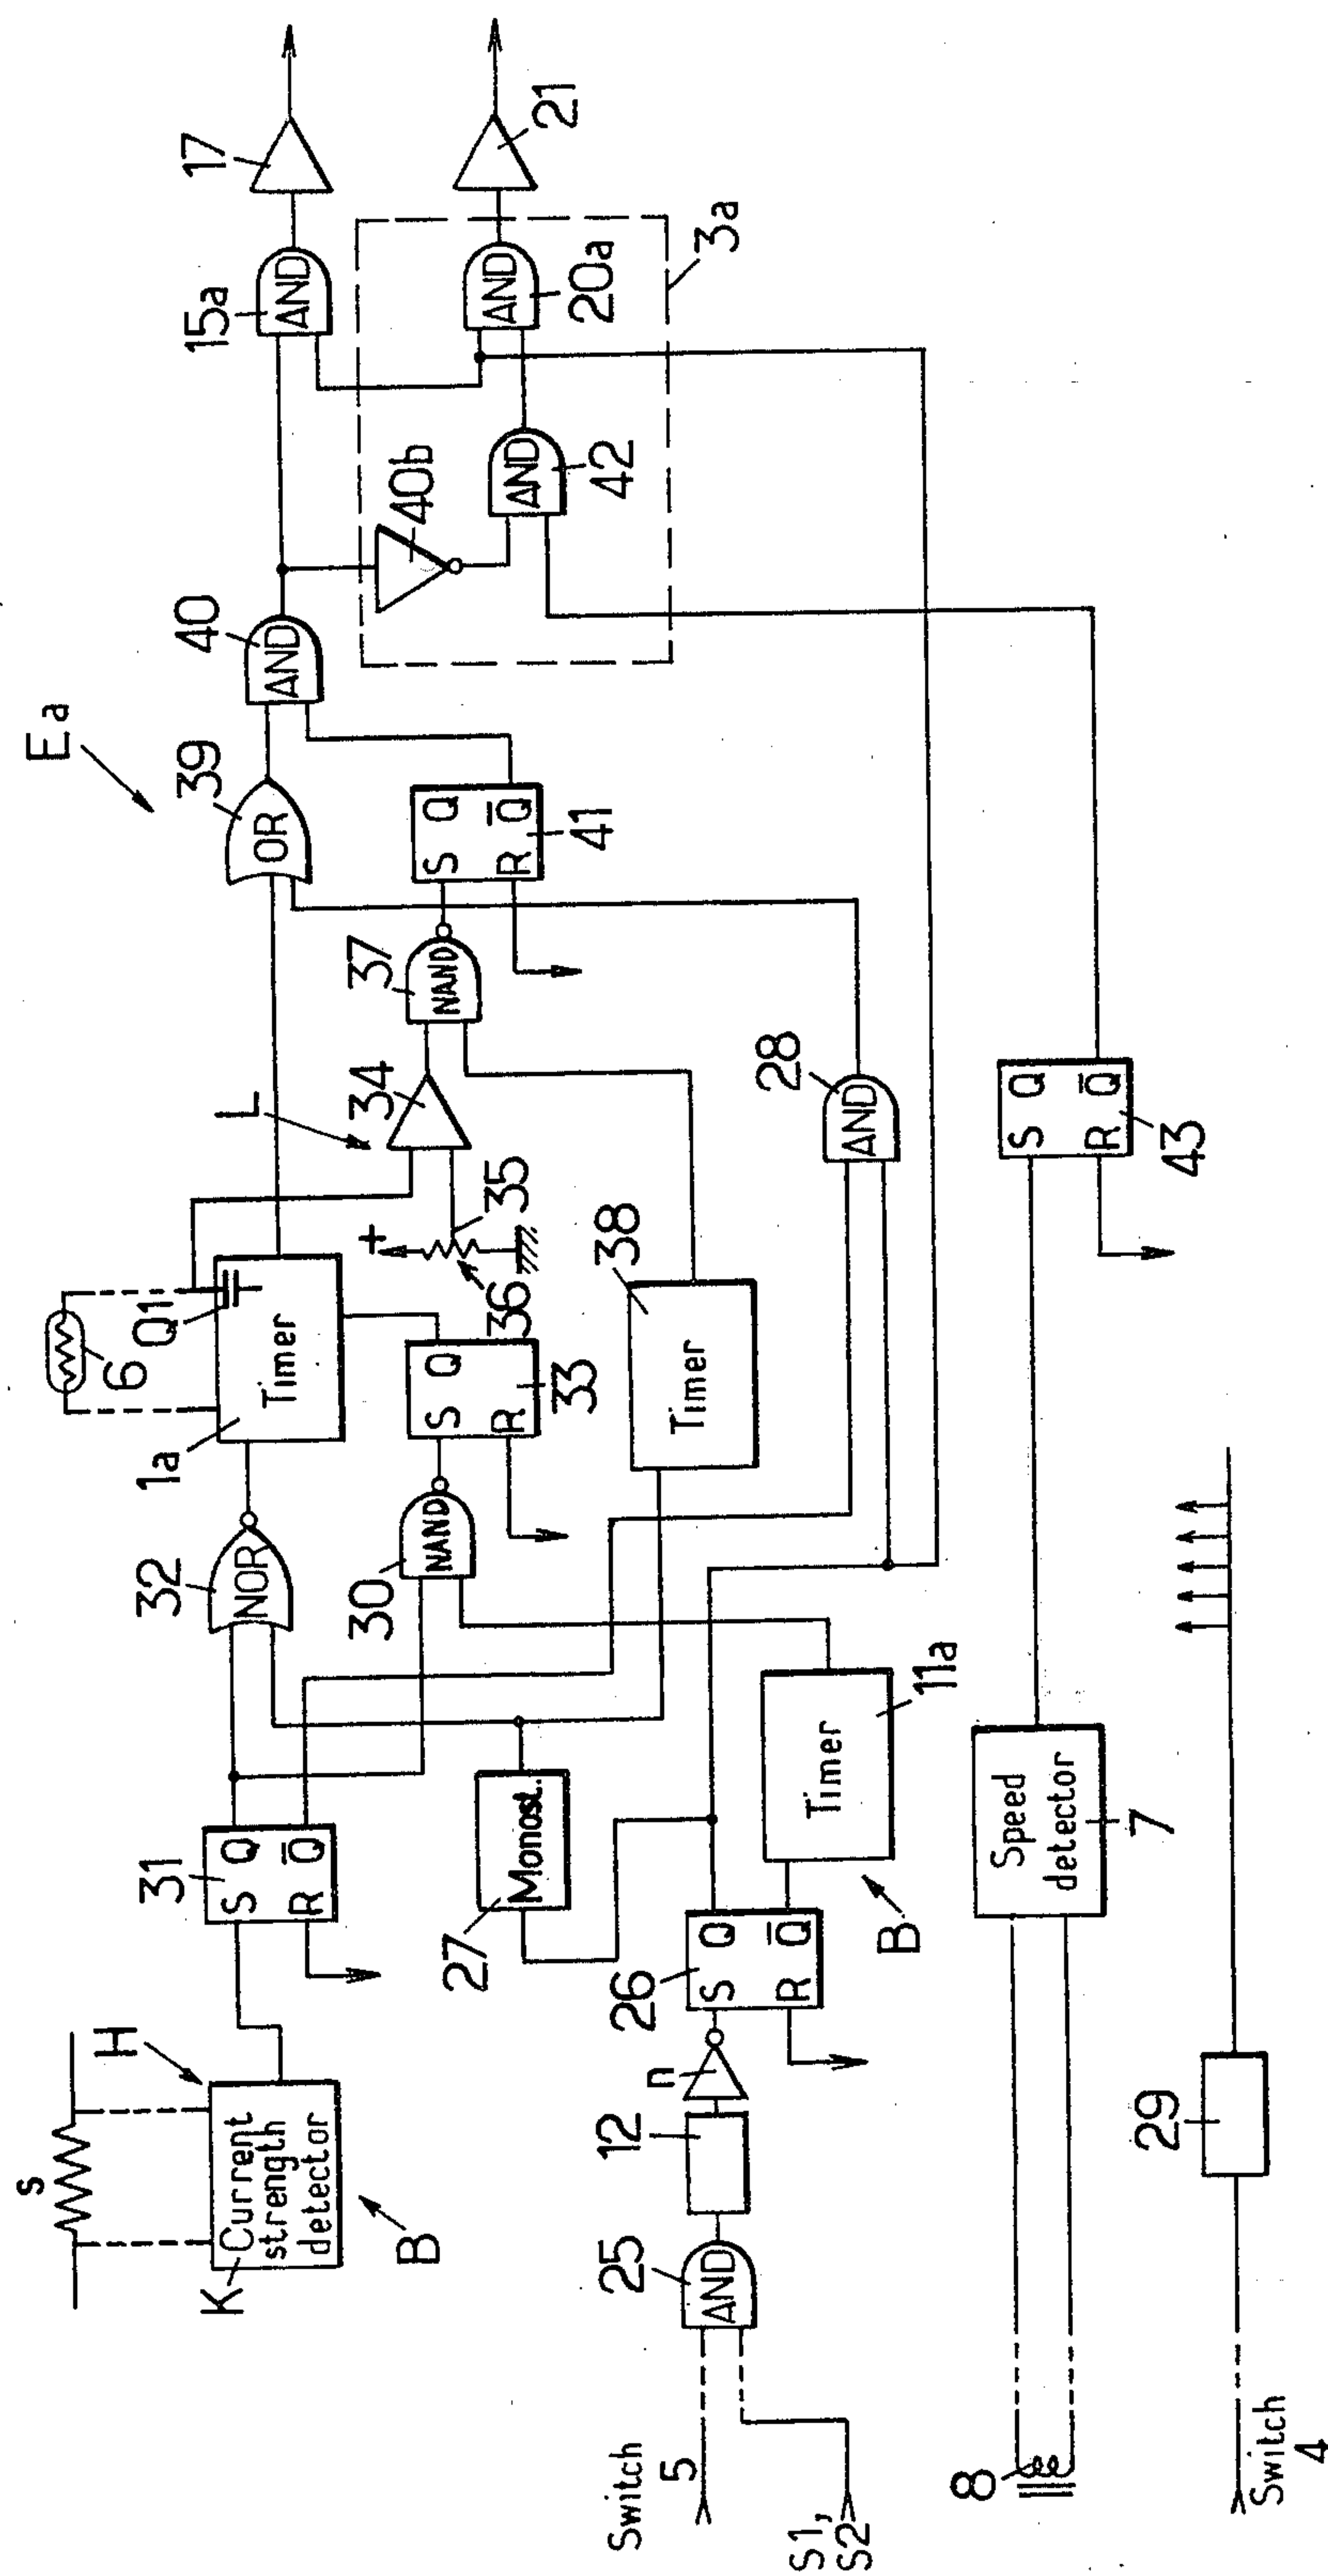 E a
s
H
K
Current
strength
detector
B
31
S Q
R Q̅
32
NOR
1a
6
Q1
Timer
L
39
OR
40
AND
15a
AND
17
30
NAND
33
S Q
R
+
36
35
34
37
NAND
41
S Q
R Q̅
40b
42
AND
20a
AND
21
3a
27
Monost.
38
Timer
Switch
5
S1,
S2
25
AND
12
n
26
S Q
R Q̅
B
Timer
11a
28
AND
8
Speed
detector
7
43
S Q
R Q̅
Switch
4
29